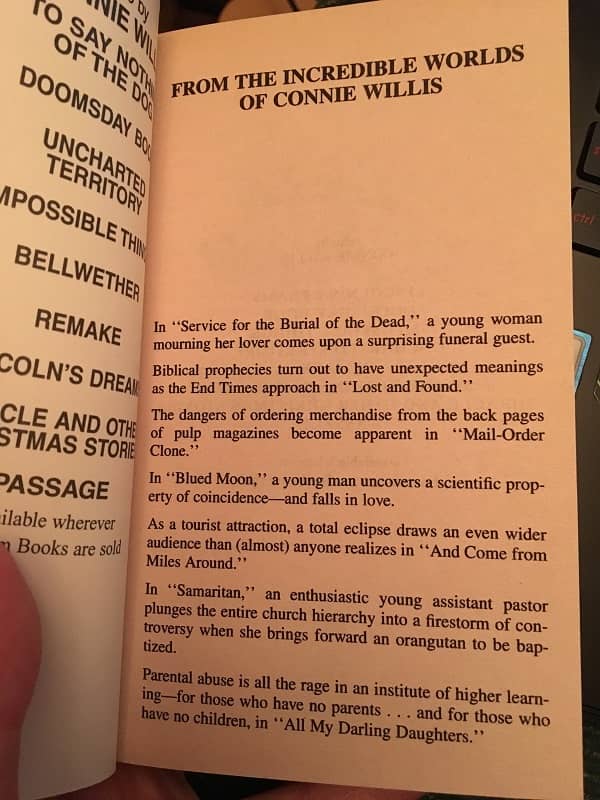 by
NIE WIL
TO SAY NOTH
OF THE DOG
DOOMSDAY BO
UNCHARTED
TERRITORY
MPOSSIBLE THIN
BELLWETHER
REMAKE
COLN'S DREAM
CLE AND OTHE
STMAS STORIE
PASSAGE
ilable wherever
Books are sold
FROM THE INCREDIBLE WORLDS
OF CONNIE WILLIS
In "Service for the Burial of the Dead," a young woman
mourning her lover comes upon a surprising funeral guest.
Biblical prophecies turn out to have unexpected meanings
as the End Times approach in "Lost and Found."
The dangers of ordering merchandise from the back pages
of pulp magazines become apparent in "Mail-Order
Clone."
In "Blued Moon," a young man uncovers a scientific prop-
erty of coincidence—and falls in love.
As a tourist attraction, a total eclipse draws an even wider
audience than (almost) anyone realizes in "And Come from
Miles Around."
In "Samaritan," an enthusiastic young assistant pastor
plunges the entire church hierarchy into a firestorm of con-
troversy when she brings forward an orangutan to be bap-
tized.
Parental abuse is all the rage in an institute of higher learn-
ing—for those who have no parents . . . and for those who
have no children, in "All My Darling Daughters."
ctrl